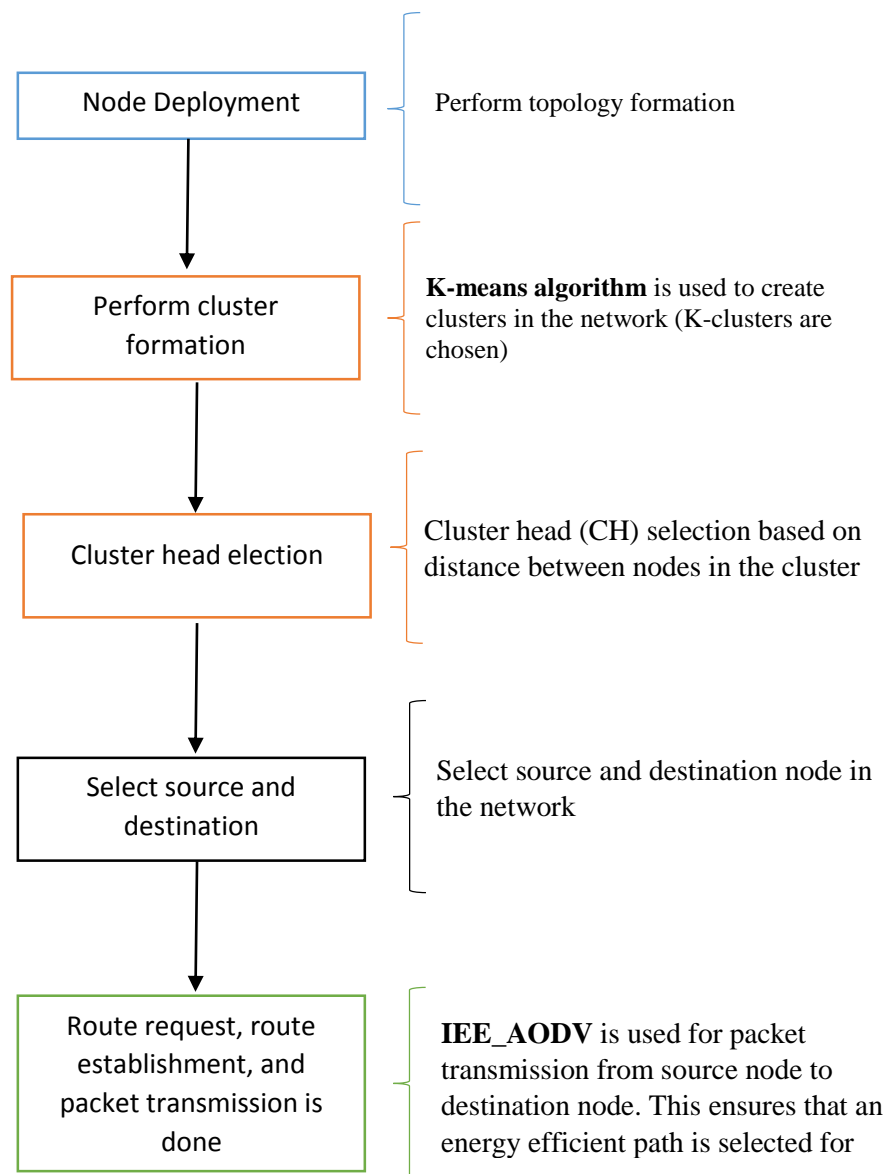 Node Deployment
Perform topology formation
Perform cluster
formation
K-means algorithm is used to create
clusters in the network (K-clusters are
chosen)
Cluster head election
Cluster head (CH) selection based on
distance between nodes in the cluster
Select source and
destination
Select source and destination node in
the network
Route request, route
establishment, and
packet transmission is
done
IEE_AODV is used for packet
transmission from source node to
destination node. This ensures that an
energy efficient path is selected for